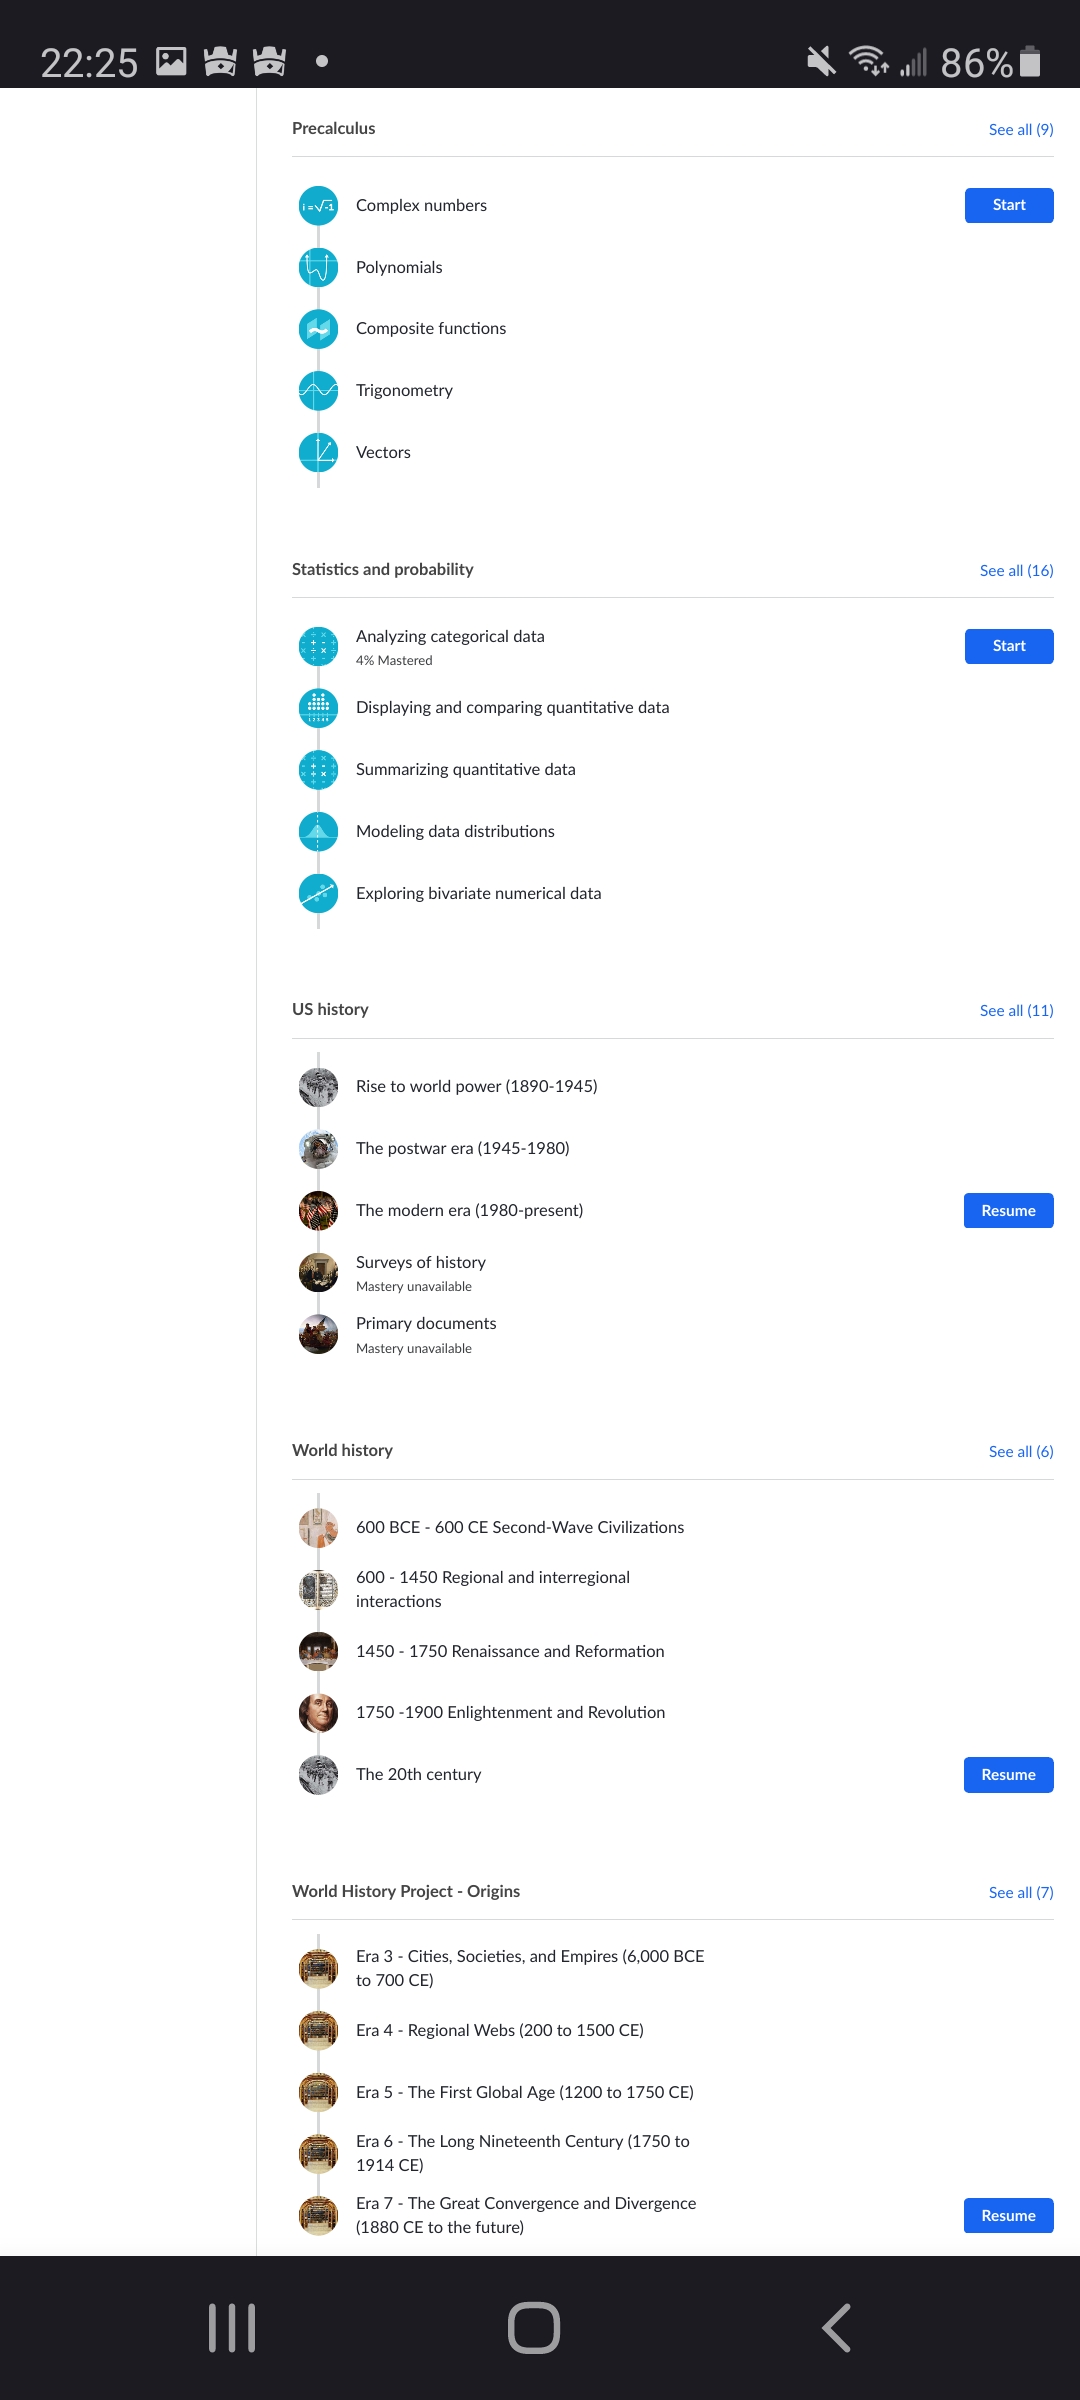 22:25
86%
Precalculus
See all (9)
i = √-1
Complex numbers
Start
Polynomials
Composite functions
Trigonometry
Vectors
Statistics and probability
See all (16)
Analyzing categorical data
4% Mastered
Start
Displaying and comparing quantitative data
Summarizing quantitative data
Modeling data distributions
Exploring bivariate numerical data
US history
See all (11)
Rise to world power (1890-1945)
The postwar era (1945-1980)
The modern era (1980-present)
Resume
Surveys of history
Mastery unavailable
Primary documents
Mastery unavailable
World history
See all (6)
600 BCE - 600 CE Second-Wave Civilizations
600 - 1450 Regional and interregional
interactions
1450 - 1750 Renaissance and Reformation
1750 -1900 Enlightenment and Revolution
The 20th century
Resume
World History Project - Origins
See all (7)
Era 3 - Cities, Societies, and Empires (6,000 BCE
to 700 CE)
Era 4 - Regional Webs (200 to 1500 CE)
Era 5 - The First Global Age (1200 to 1750 CE)
Era 6 - The Long Nineteenth Century (1750 to
1914 CE)
Era 7 - The Great Convergence and Divergence
(1880 CE to the future)
Resume